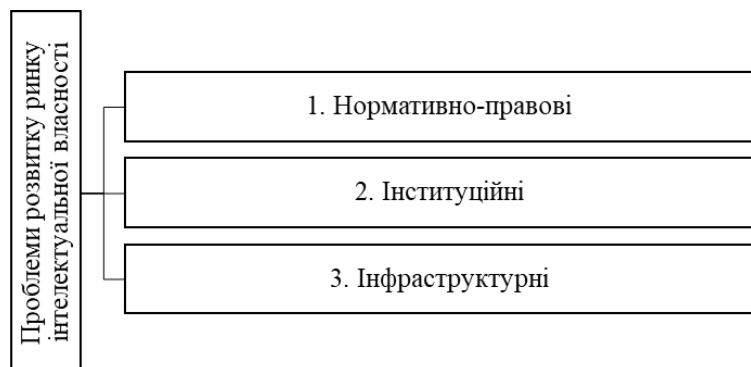 Проблеми розвитку ринку
інтелектуальної власності
1. Нормативно-правові
2. Інституційні
3. Інфраструктурні